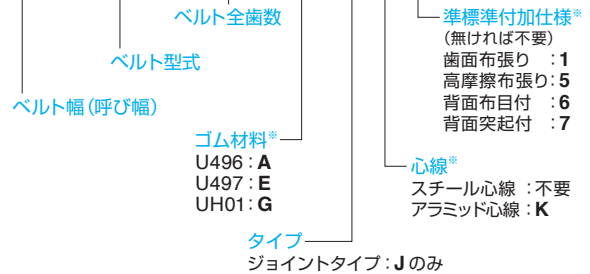 ベルト全歯数
ベルト型式
ベルト幅（呼び幅）
ゴム材料※
U496：A
U497：E
UH01：G
タイプ
ジョイントタイプ：Jのみ
心線※
スチール心線：不要
アラミッド心線：K
準標準付加仕様※
（無ければ不要）
歯面布張り：1
高摩擦布張り：5
背面布目付：6
背面突起付：7